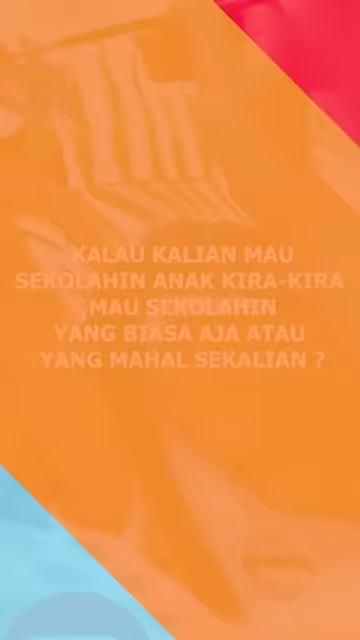 KALAU KALIAN MAU
SEKOLAHIN ANAK KIRA-KIRA
MAU SEKOLAHIN
YANG BIASA AJA ATAU
YANG MAHAL SEKALIAN ?